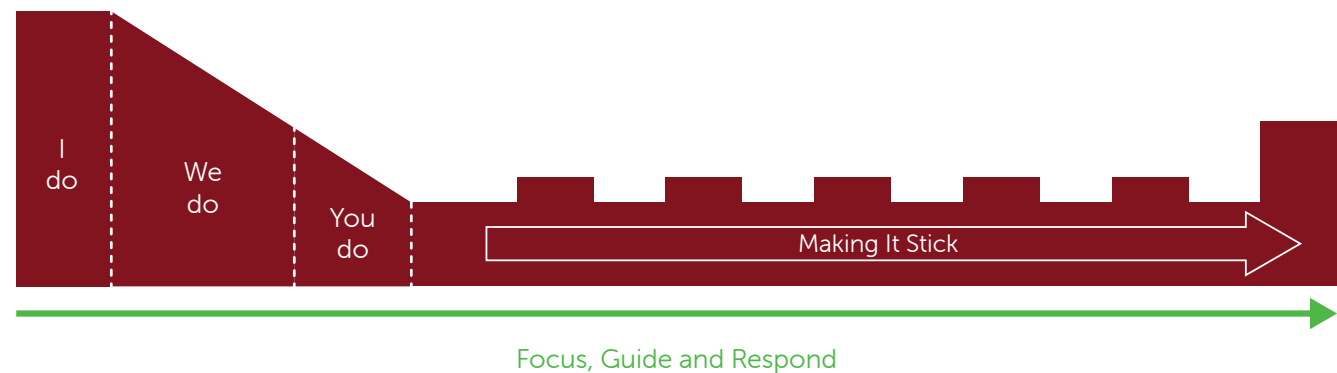 I
do
We
do
You
do
Making It Stick
Focus, Guide and Respond